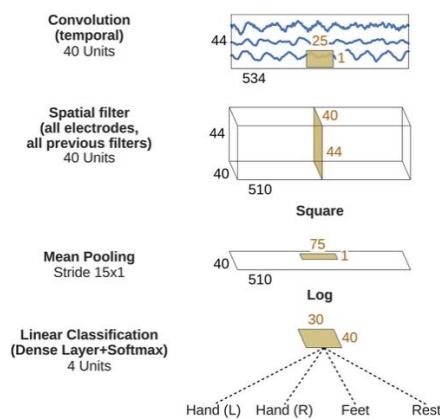 Convolution
(temporal)
40 Units
44
25
1
534
Spatial filter
(all electrodes,
all previous filters)
40 Units
44
40
40
44
510
Square
Mean Pooling
Stride 15x1
40
75
1
510
Log
Linear Classification
(Dense Layer+Softmax)
4 Units
30
40
Hand (L) Hand (R) Feet Rest